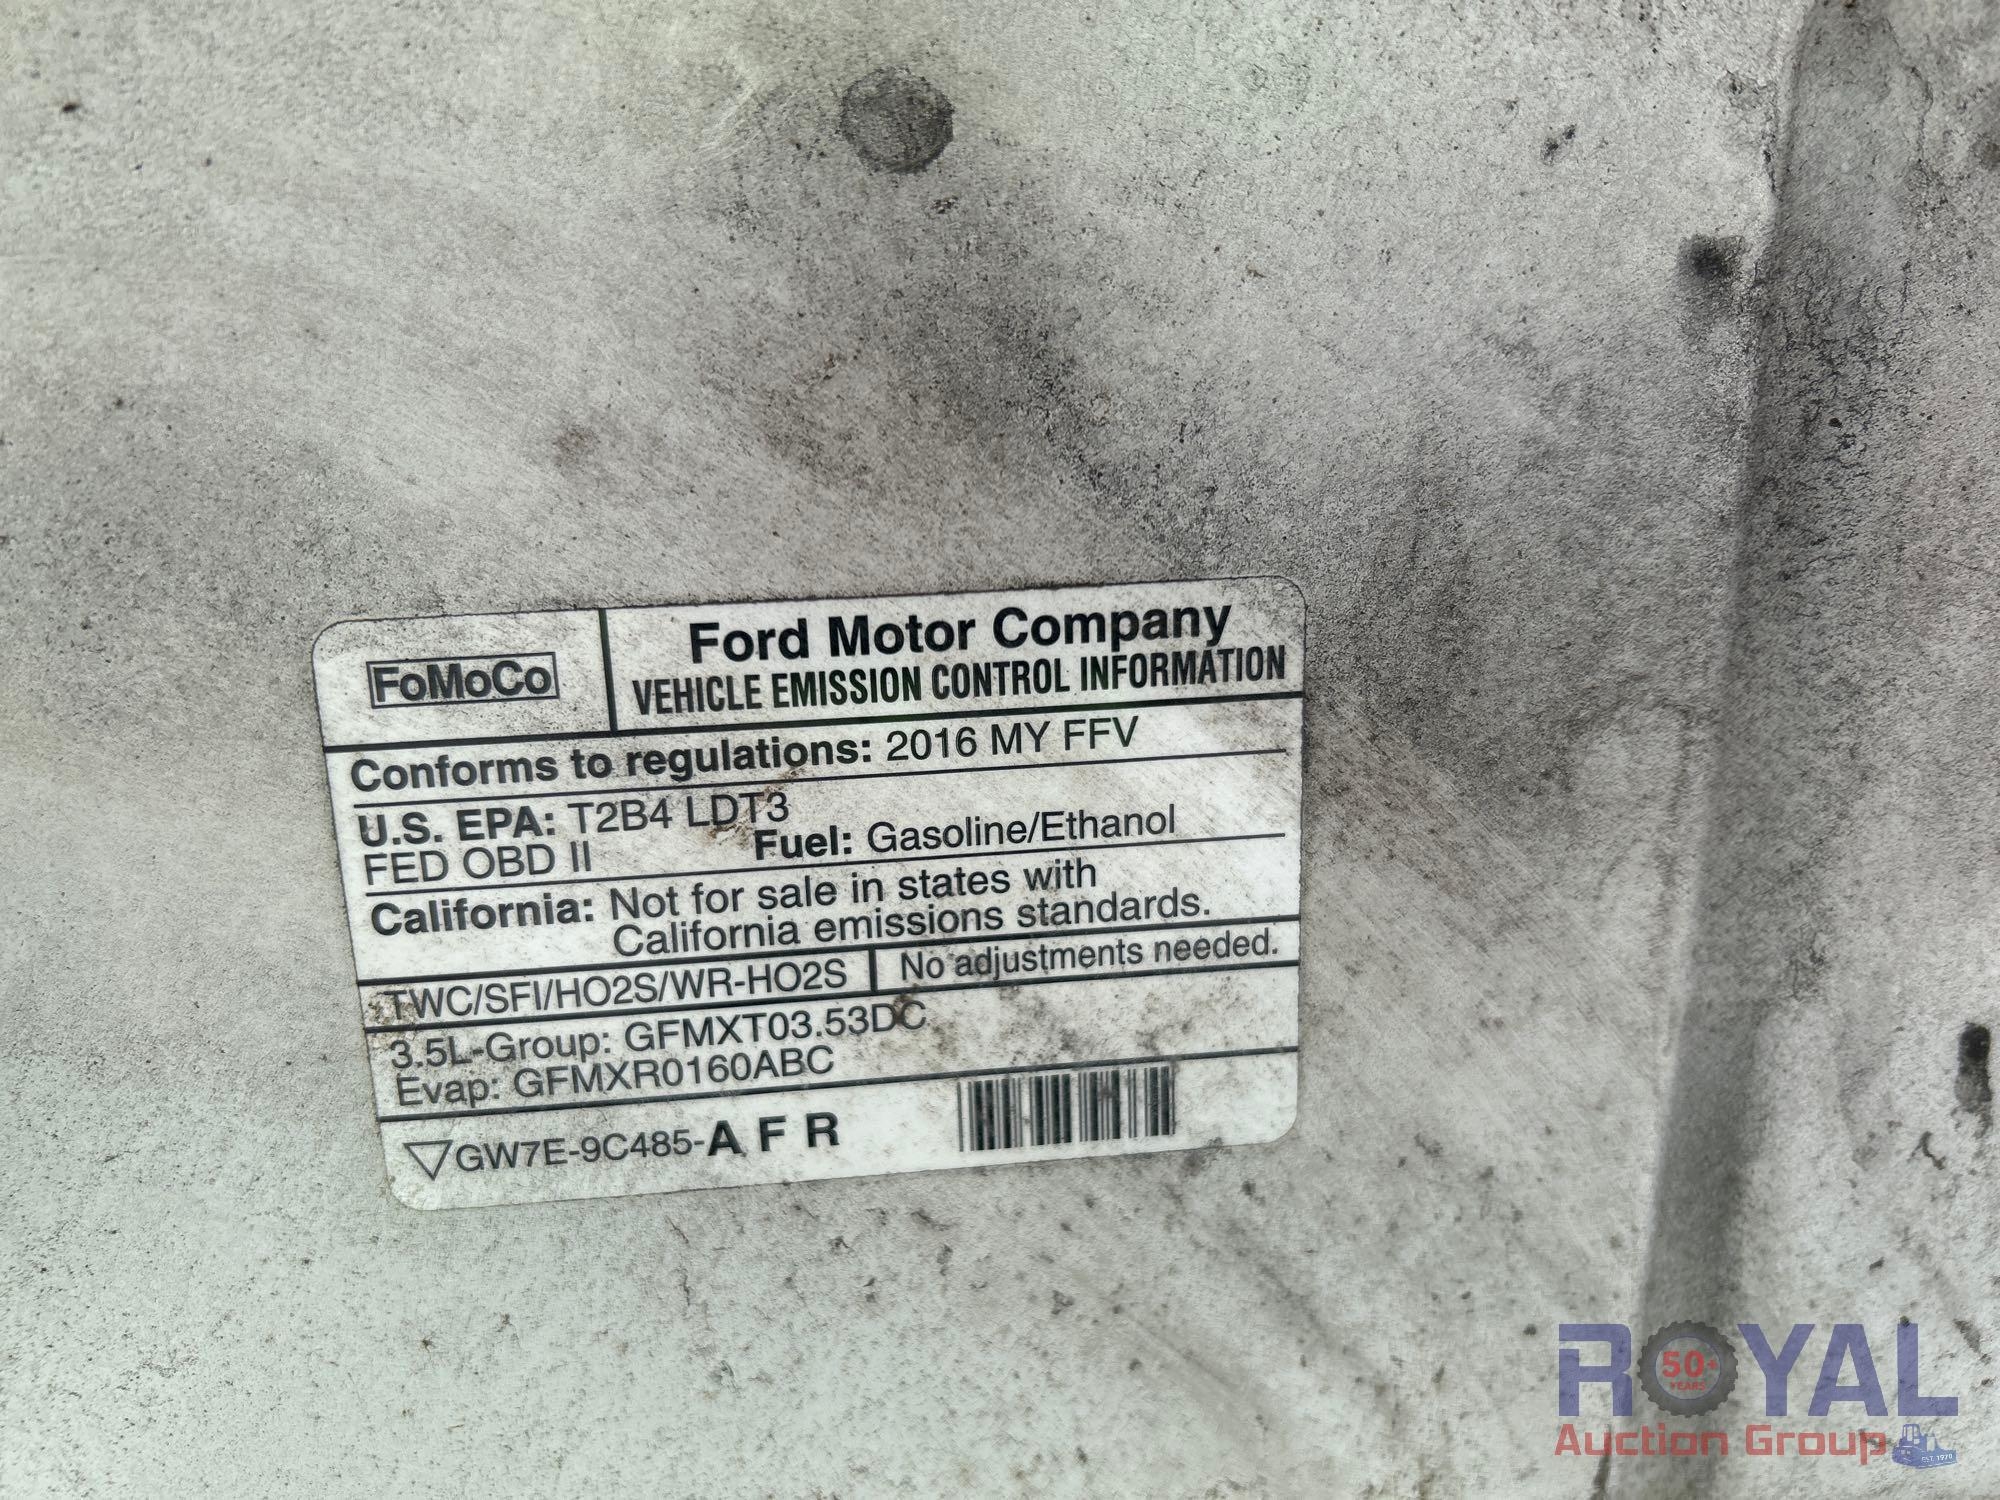 FoMoCo
Ford Motor Company
VEHICLE EMISSION CONTROL INFORMATION
Conforms to regulations: 2016 MY FFV
U.S. EPA: T2B4 LDT3
FED OBD II Fuel: Gasoline/Ethanol
California: Not for sale in states with
California emissions standards.
TWC/SFI/HO2S/WR-HO2S No adjustments needed.
3.5L-Group: GFMXT03.53DC
Evap: GFMXR0160ABC
GW7E-9C485-A F R
ROYAL
50+
YEARS
Auction Group
EST. 1970